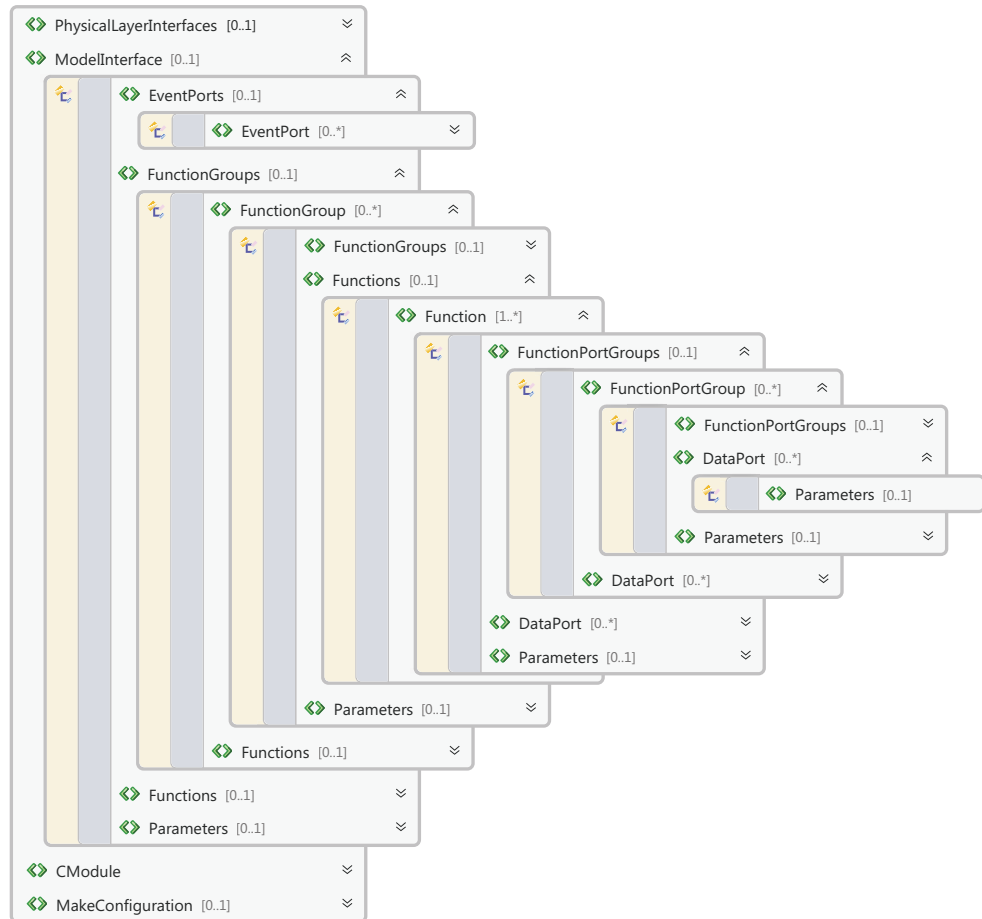 PhysicalLayerInterfaces [0..1]
ModelInterface [0..1]
EventPorts [0..1]
EventPort [0..*]
FunctionGroups [0..1]
FunctionGroup [0..*]
FunctionGroups [0..1]
Functions [0..1]
Function [1..*]
FunctionPortGroups [0..1]
FunctionPortGroup [0..*]
FunctionPortGroups [0..1]
DataPort [0..*]
Parameters [0..1]
Parameters [0..1]
DataPort [0..*]
DataPort [0..*]
Parameters [0..1]
Parameters [0..1]
Functions [0..1]
Functions [0..1]
Parameters [0..1]
CModule
MakeConfiguration [0..1]